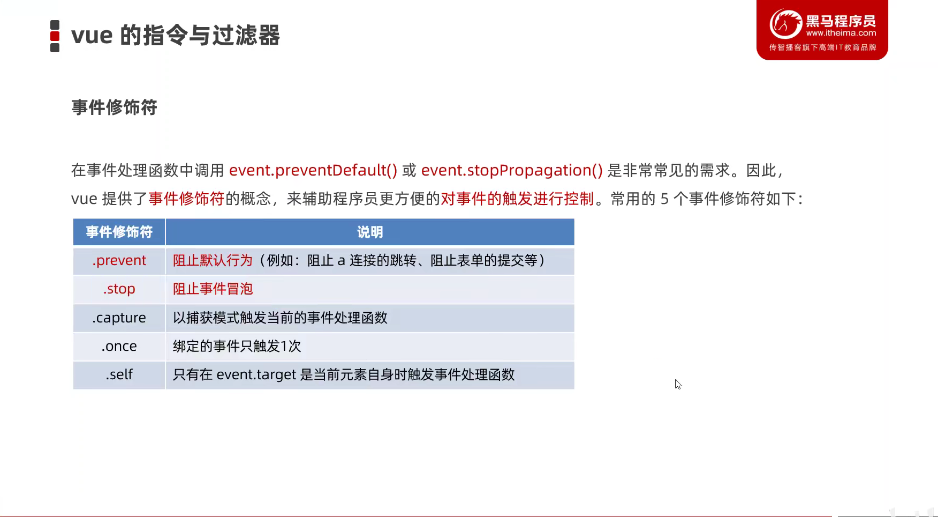 vue 的指令与过滤器
黑马程序员
www.itheima.com
传智播客旗下高端IT教育品牌
事件修饰符
在事件处理函数中调用 event.preventDefault() 或 event.stopPropagation() 是非常常见的需求。因此，
vue 提供了事件修饰符的概念，来辅助程序员更方便的对事件的触发进行控制。常用的 5 个事件修饰符如下：
事件修饰符 说明
.prevent 阻止默认行为（例如：阻止 a 连接的跳转、阻止表单的提交等）
.stop 阻止事件冒泡
.capture 以捕获模式触发当前的事件处理函数
.once 绑定的事件只触发1次
.self 只有在 event.target 是当前元素自身时触发事件处理函数